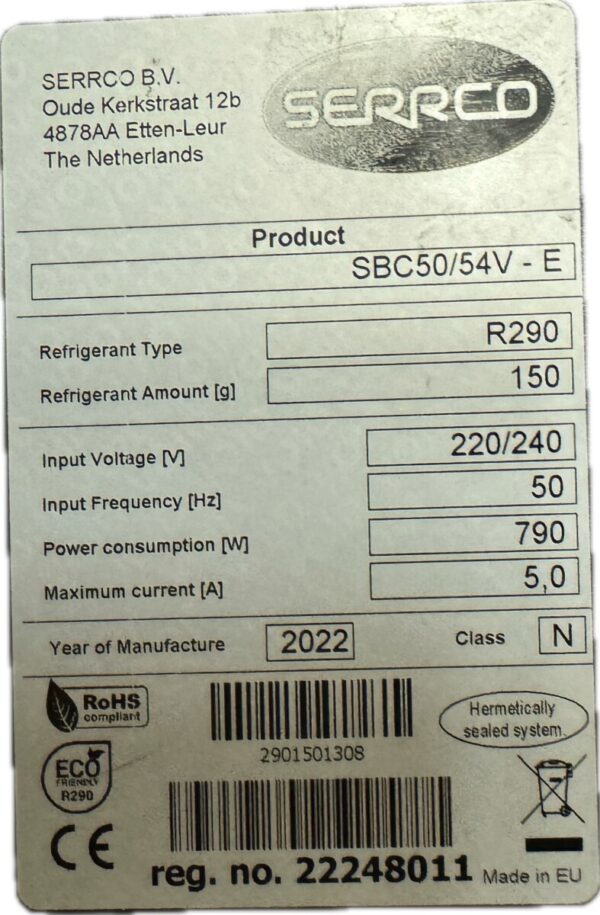 SERRCO B.V.
Oude Kerkstraat 12b
4878AA Etten-Leur
The Netherlands
SERRCO
Product
SBC50/54V - E
Refrigerant Type R290
Refrigerant Amount [g] 150
Input Voltage [V] 220/240
Input Frequency [Hz] 50
Power consumption [W] 790
Maximum current [A] 5,0
Year of Manufacture 2022 Class N
RoHS
compliant
2901501308
Hermetically
sealed system.
ECO
FRIENDLY
R290
CE
reg. no. 22248011 Made in EU